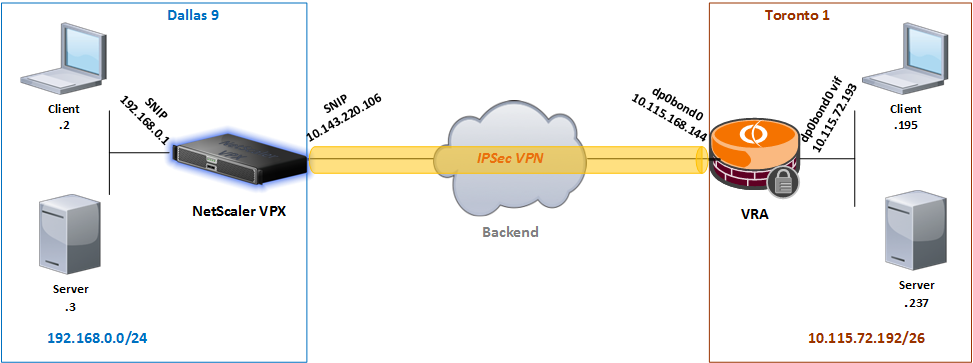 Dallas 9
Toronto 1
Client
.2
SNIP
192.168.0.1
SNIP
10.143.220.106
dp0bond0
10.115.168.144
dp0bond0 vif
10.115.72.193
Client
.195
NetScaler
VPX
IPSec VPN
NetScaler VPX
Backend
VRA
Server
.3
Server
.237
192.168.0.0/24
10.115.72.192/26